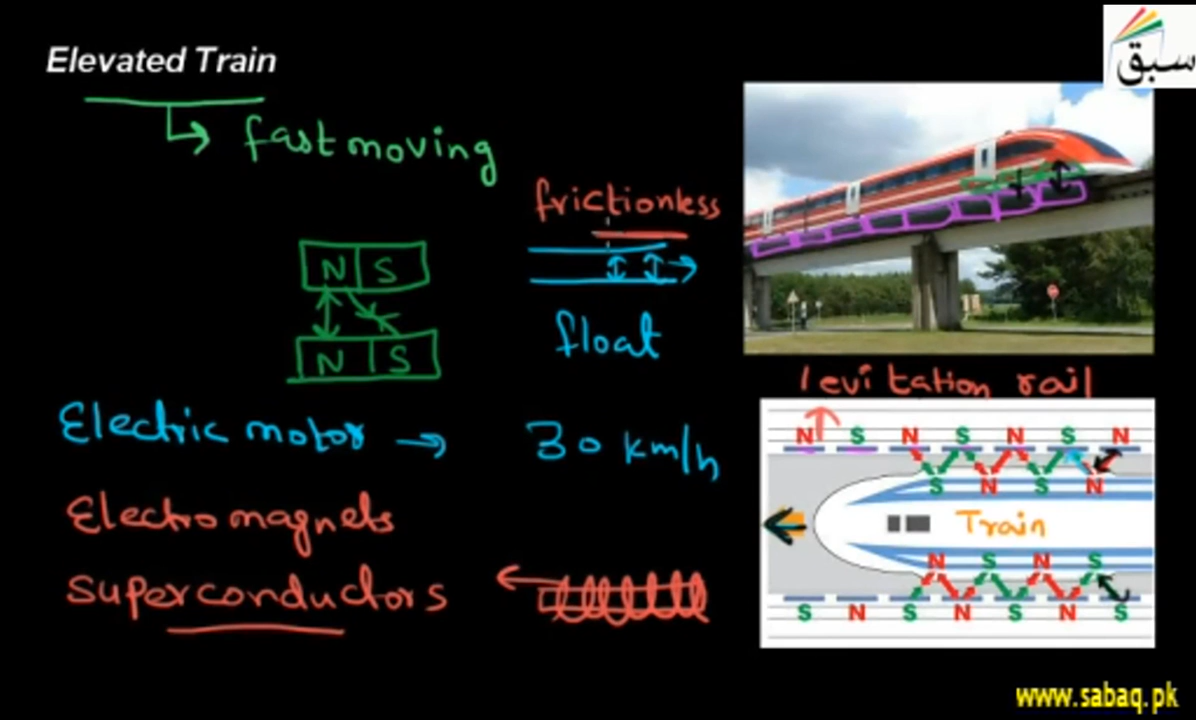 Elevated Train
سبق
fast moving
frictionless
N S
N S
float
levitation rail
Electric motor → 30 km/h
N S N S N S N
S N S N
Electromagnets
Train
superconductors
N S N S
S N S N S N S
www.sabaq.pk